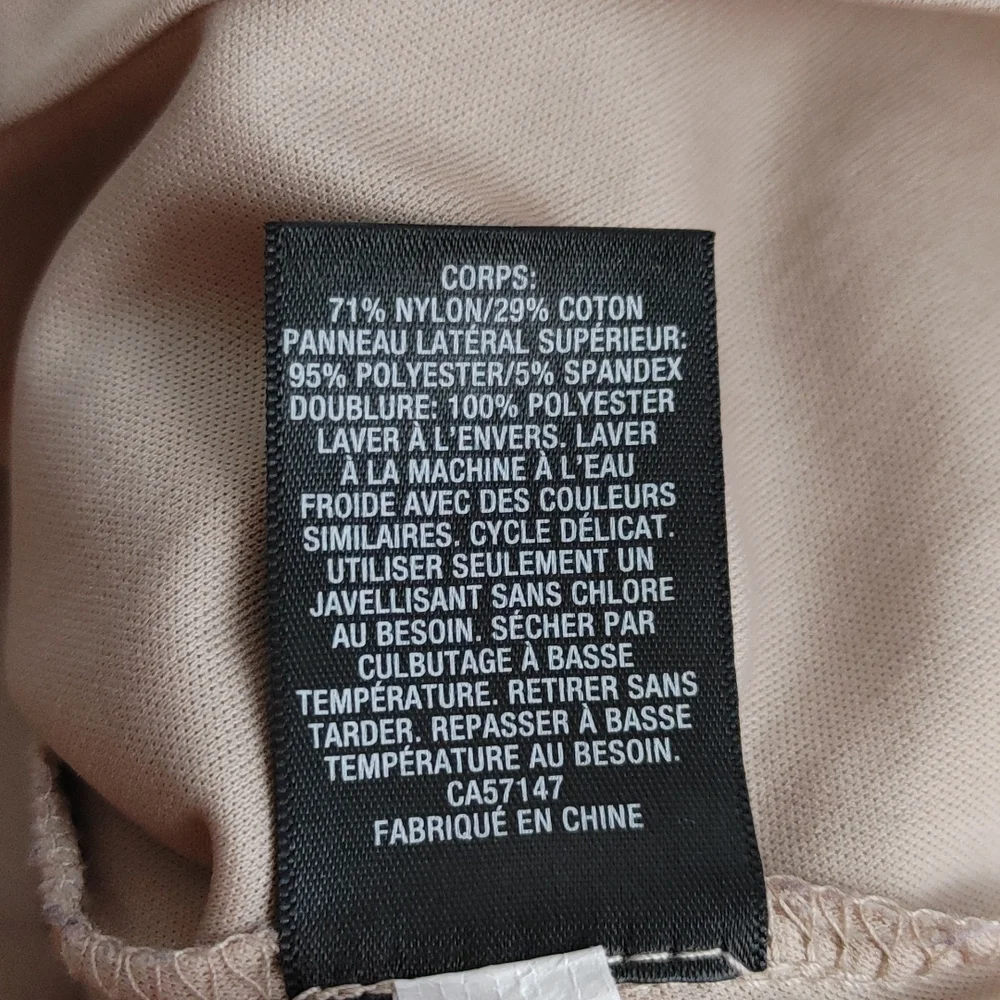 CORPS:
71% NYLON/29% COTON
PANNEAU LATÉRAL SUPÉRIEUR:
95% POLYESTER/5% SPANDEX
DOUBLURE: 100% POLYESTER
LAVER À L'ENVERS. LAVER
À LA MACHINE À L'EAU
FROIDE AVEC DES COULEURS
SIMILAIRES. CYCLE DÉLICAT.
UTILISER SEULEMENT UN
JAVELLISANT SANS CHLORE
AU BESOIN. SÉCHER PAR
CULBUTAGE À BASSE
TEMPÉRATURE. RETIRER SANS
TARDER. REPASSER À BASSE
TEMPÉRATURE AU BESOIN.
CA57147
FABRIQUÉ EN CHINE